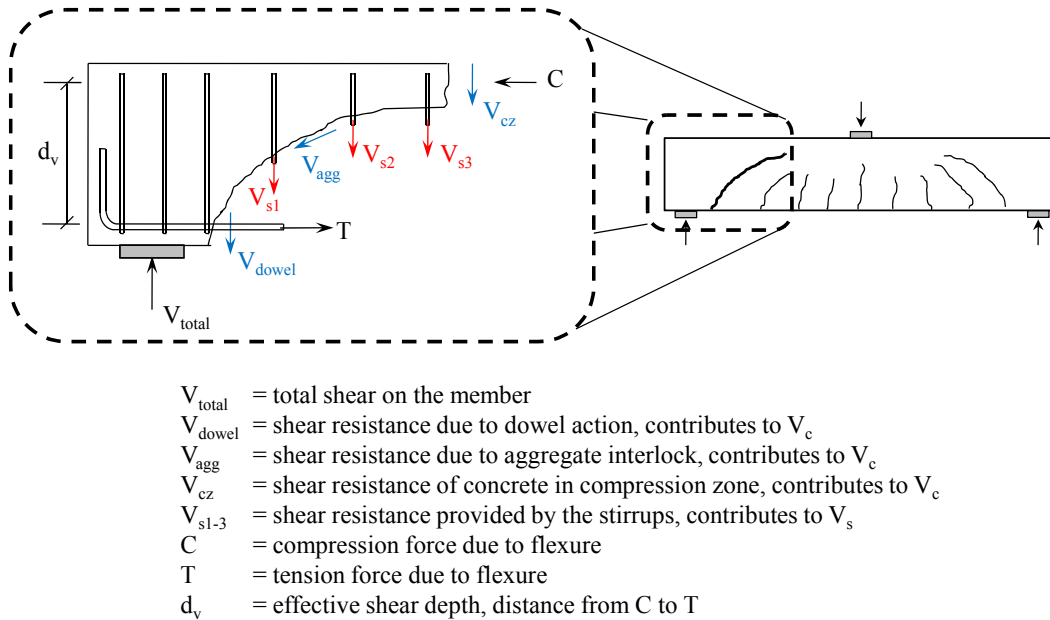 C
V_cz
d_v
V_agg
V_s2
V_s3
V_s1
T
V_dowel
V_total
V_total = total shear on the member
V_dowel = shear resistance due to dowel action, contributes to V_c
V_agg = shear resistance due to aggregate interlock, contributes to V_c
V_cz = shear resistance of concrete in compression zone, contributes to V_c
V_s1-3 = shear resistance provided by the stirrups, contributes to V_s
C = compression force due to flexure
T = tension force due to flexure
d_v = effective shear depth, distance from C to T